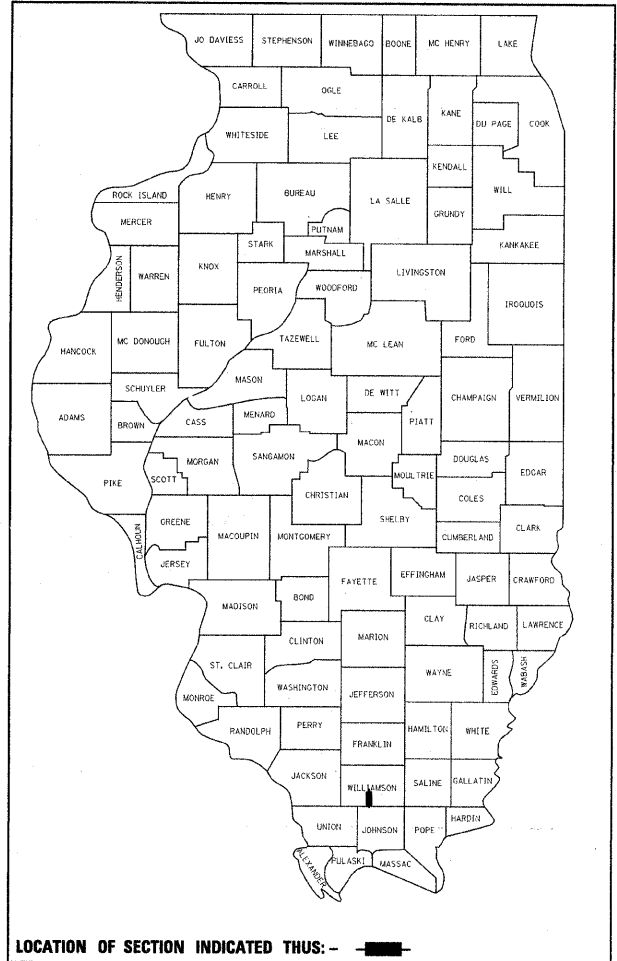 JO DAVIESS STEPHENSON WINNEBAGO BOONE MC HENRY LAKE
CARROLL OGLE
DE KALB KANE DU PAGE COOK
WHITESIDE LEE
KENDALL
ROCK ISLAND HENRY BUREAU LA SALLE WILL
MERCER PUTNAM GRUNDY
STARK MARSHALL KANKAKEE
HENDERSON WARREN KNOX PEORIA WOODFORD LIVINGSTON IROQUOIS
HANCOCK MC DONOUGH FULTON TAZEWELL MC LEAN FORD
SCHUYLER MASON LOGAN DE WITT CHAMPAIGN VERMILION
ADAMS BROWN CASS MENARD PIATT
MACON
MORGAN SANGAMON DOUGLAS
PIKE SCOTT MOULTRIE EDGAR
CHRISTIAN COLES
GREENE SHELBY
CALHOUN MACOUPIN MONTGOMERY CUMBERLAND CLARK
JERSEY
FAYETTE EFFINGHAM JASPER CRAWFORD
MADISON BOND
CLAY RICHLAND LAWRENCE
CLINTON MARION
ST. CLAIR WAYNE EDWARDS WABASH
MONROE WASHINGTON JEFFERSON
RANDOLPH PERRY HAMILTON WHITE
FRANKLIN
JACKSON WILLIAMSON SALINE GALLATIN
UNION JOHNSON POPE HARDIN
ALEXANDER PULASKI MASSAC
LOCATION OF SECTION INDICATED THUS: -